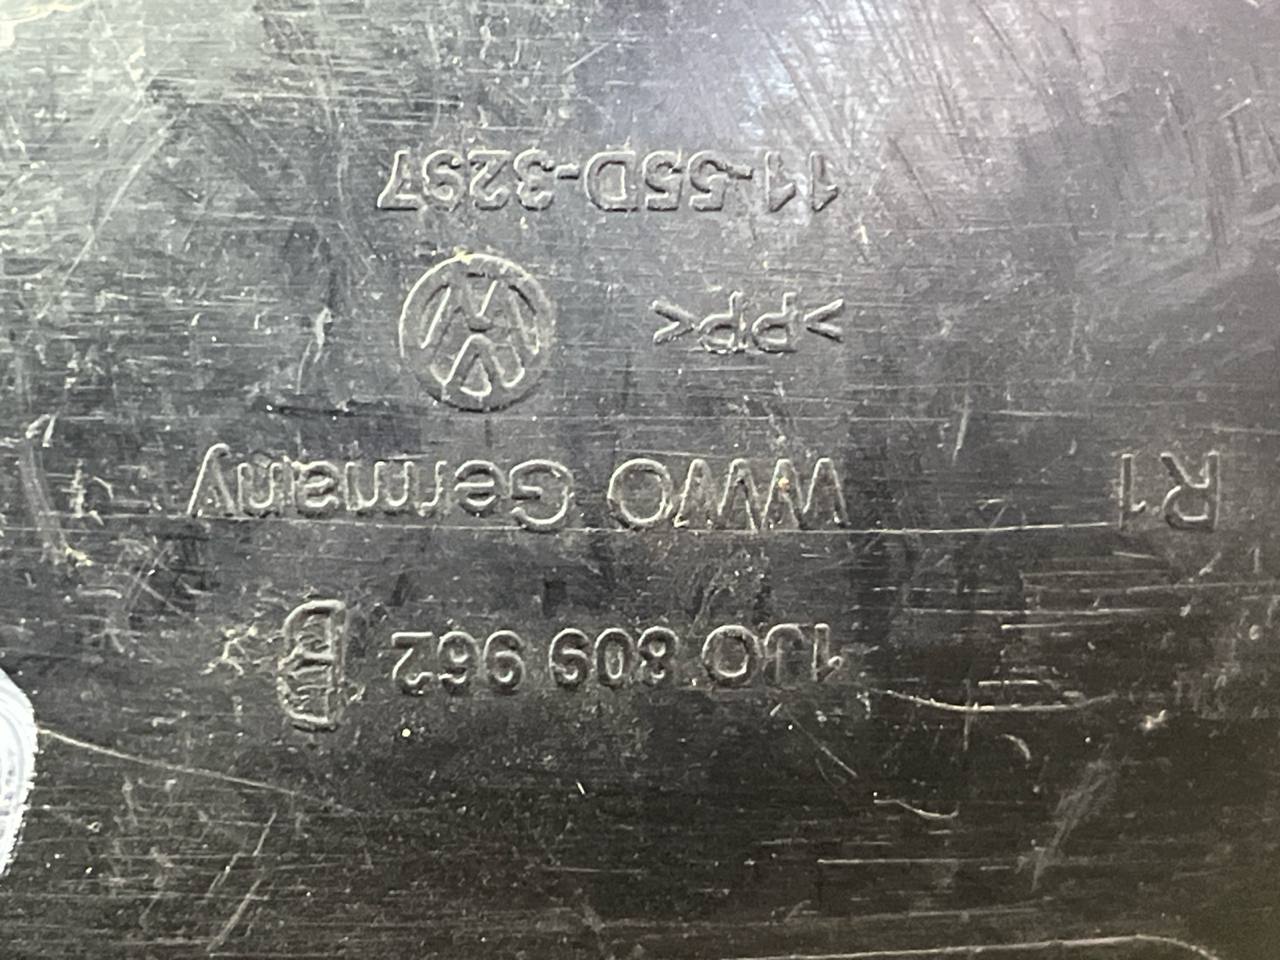 1J0 809 962
R1 WWO Germany
>PP<
11-55D-3297